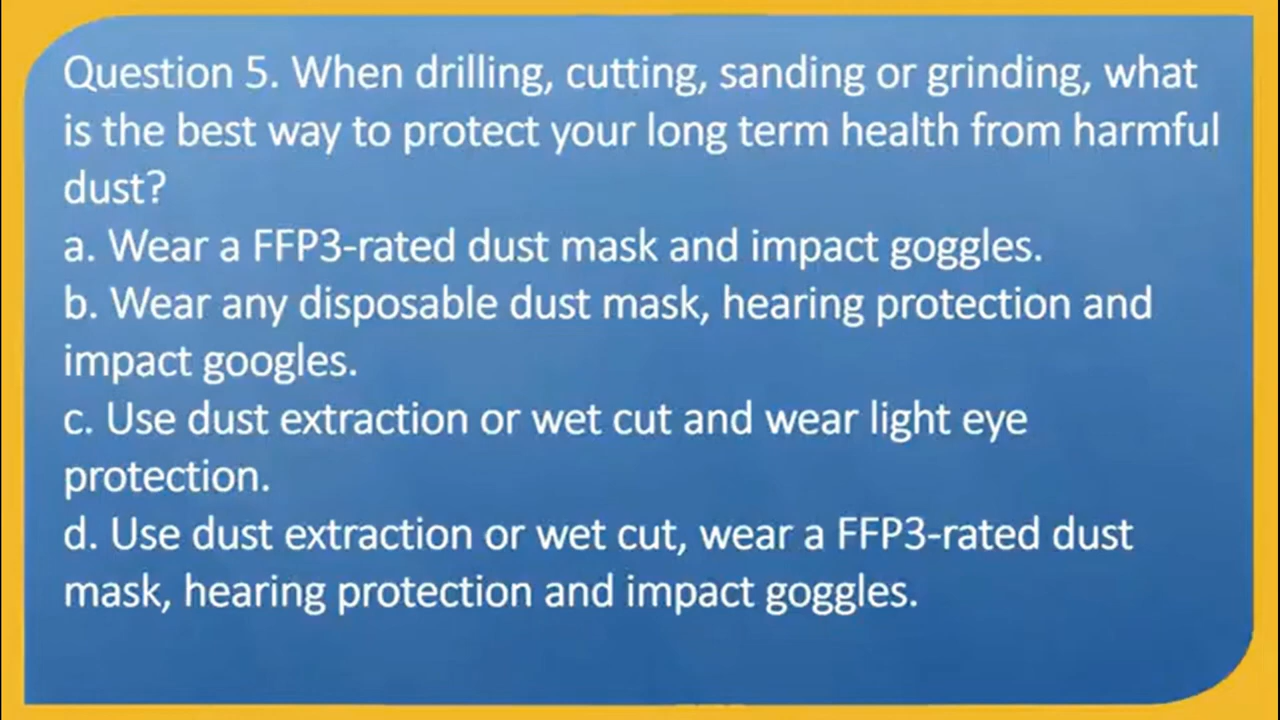 Question 5. When drilling, cutting, sanding or grinding, what
is the best way to protect your long term health from harmful
dust?
a. Wear a FFP3-rated dust mask and impact goggles.
b. Wear any disposable dust mask, hearing protection and
impact googles.
c. Use dust extraction or wet cut and wear light eye
protection.
d. Use dust extraction or wet cut, wear a FFP3-rated dust
mask, hearing protection and impact goggles.